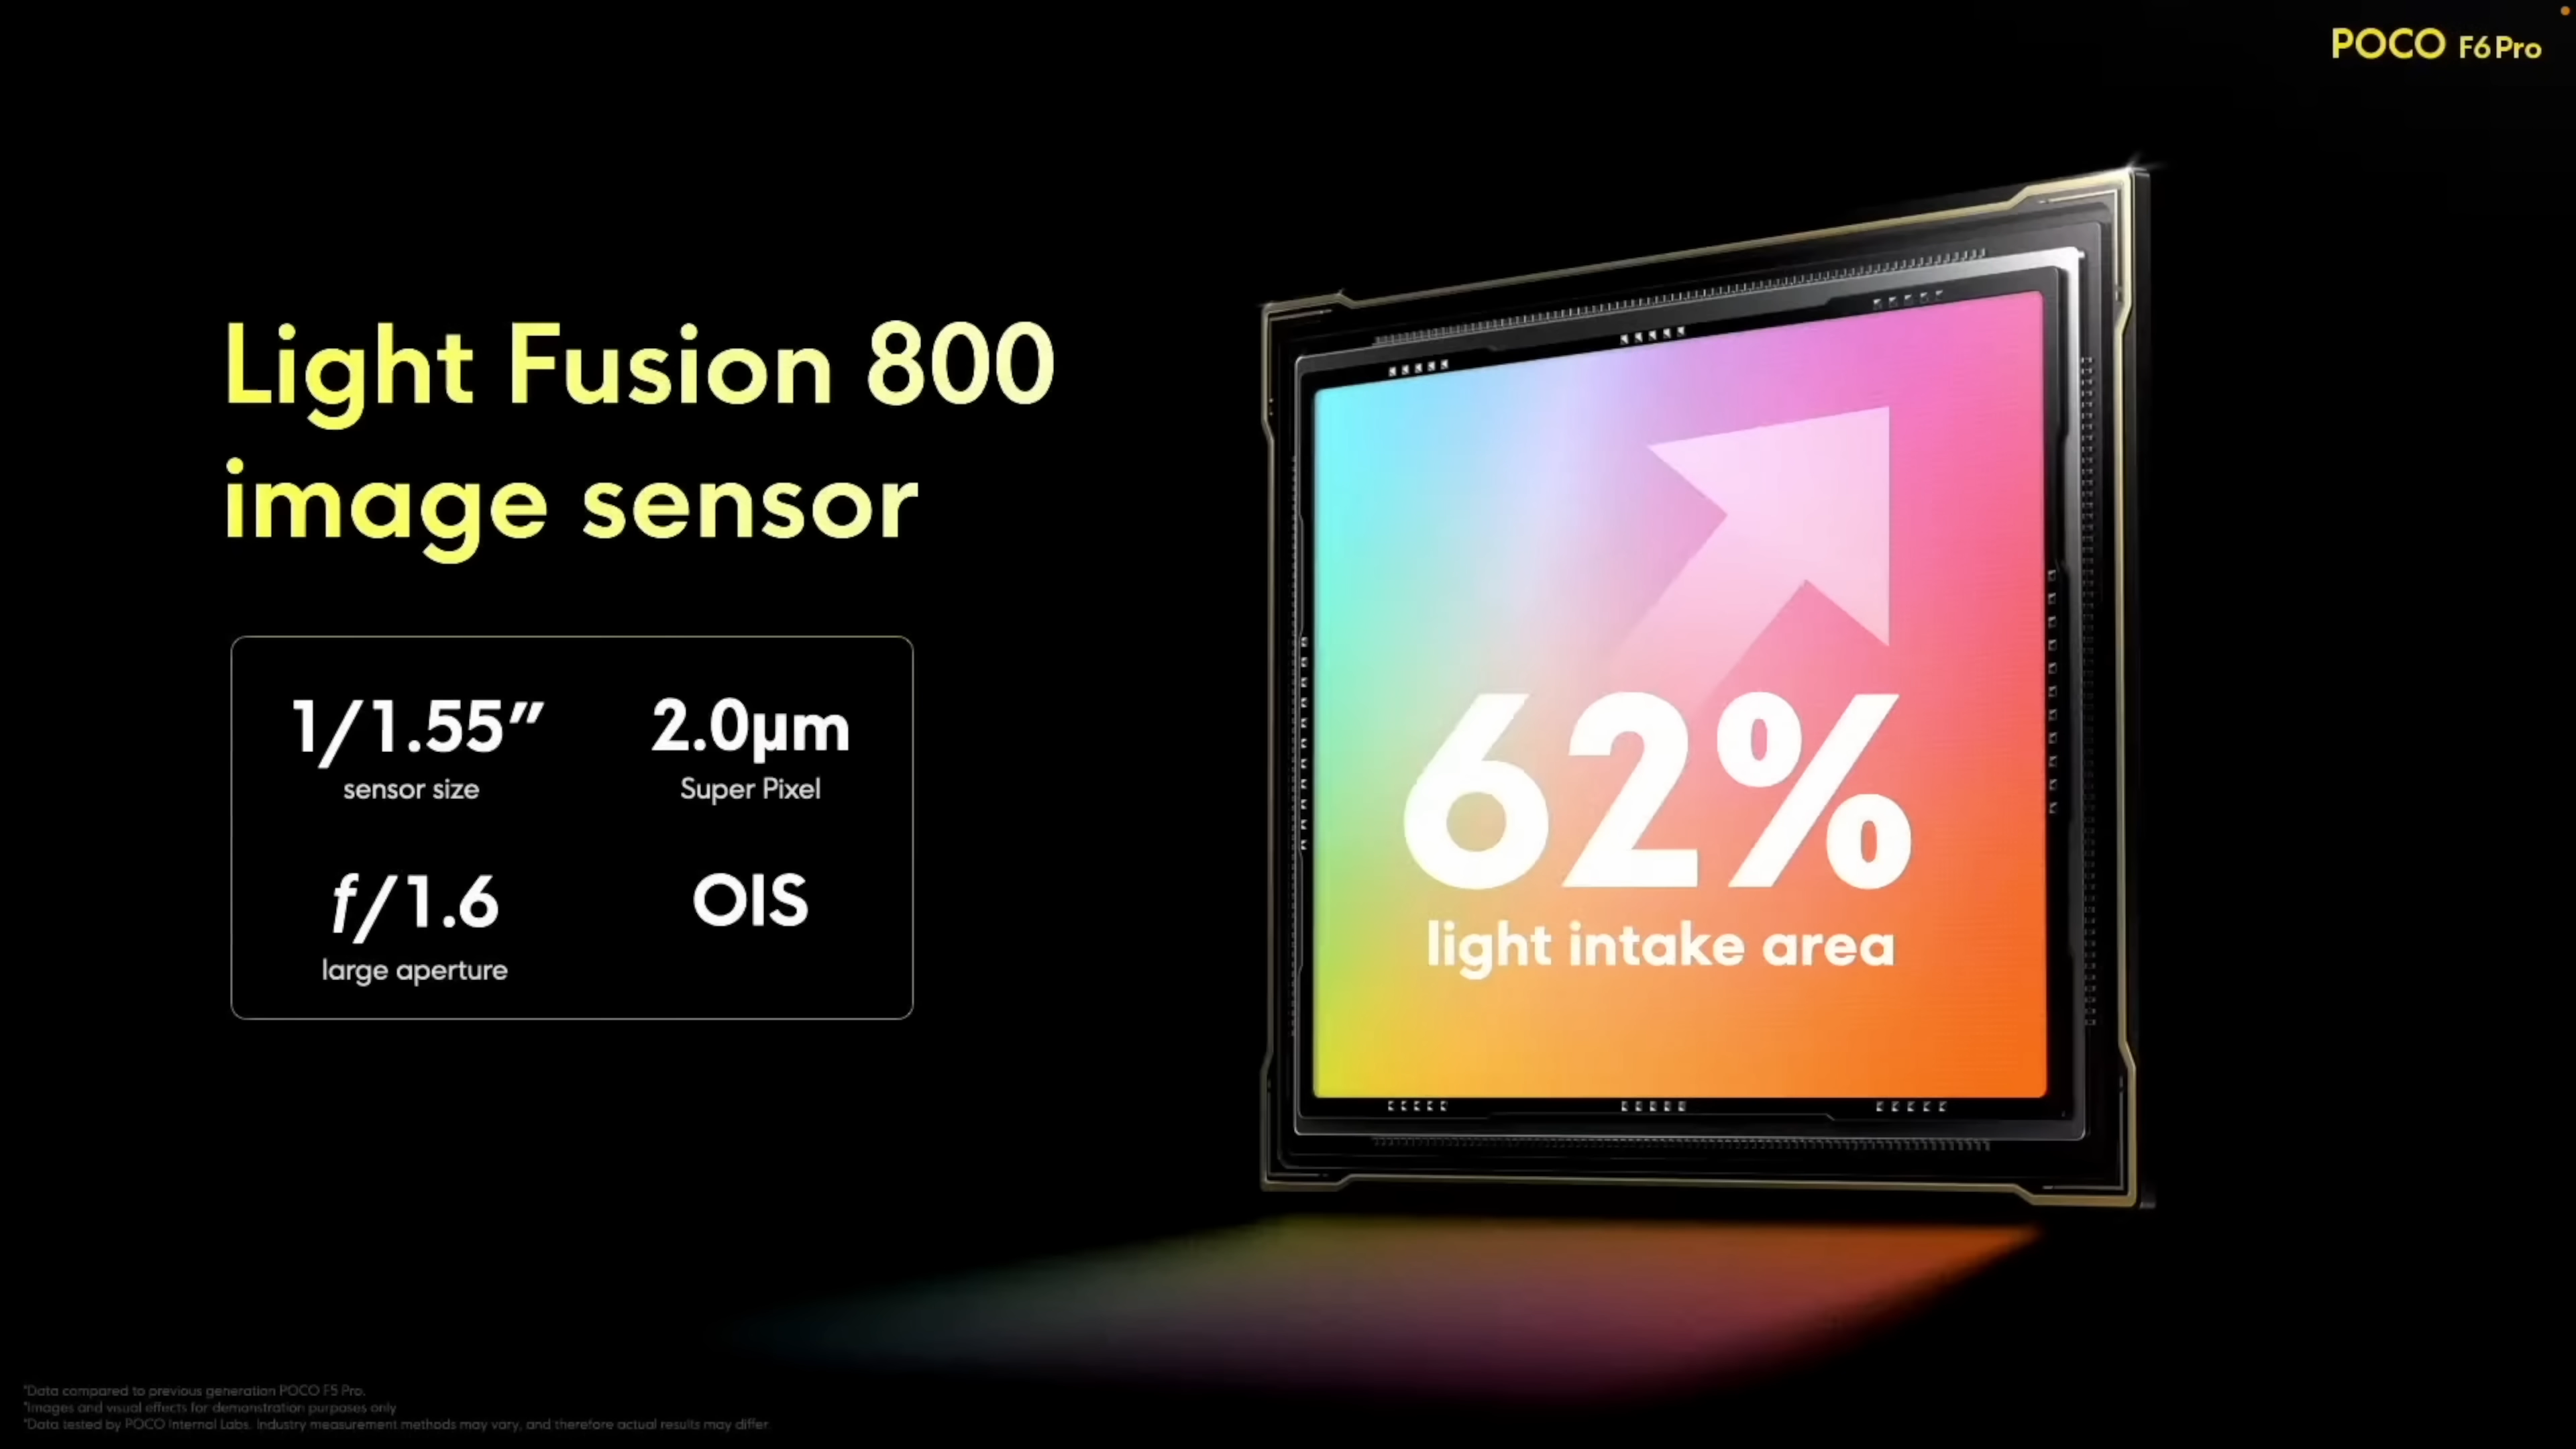 POCO F6 Pro
Light Fusion 800
image sensor
1/1.55”
sensor size
2.0μm
Super Pixel
f/1.6
large aperture
OIS
62%
light intake area
*Data compared to previous generation POCO F5 Pro.
*Images and visual effects for demonstration purposes only
*Data tested by POCO Internal Labs. Industry measurement methods may vary, and therefore actual results may differ.